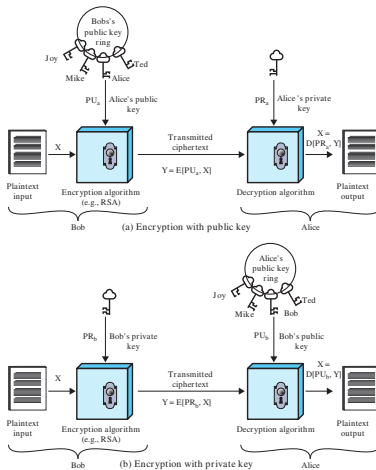 Bobs's
public key
ring
Joy
Ted
Mike
Alice
PUa
Alice's public
key
PRa
Alice's private
key
X
Transmitted
ciphertext
X =
D[PRa, Y]
Y = E[PUa, X]
Plaintext
input
Encryption algorithm
(e.g., RSA)
Decryption algorithm
Plaintext
output
Bob
Alice
(a) Encryption with public key
Alice's
public key
ring
Joy
Ted
Mike
Bob
PRb
Bob's private
key
PUb
Bob's public
key
X
Transmitted
ciphertext
X =
D[PUb, Y]
Y = E[PRb, X]
Plaintext
input
Encryption algorithm
(e.g., RSA)
Decryption algorithm
Plaintext
output
Bob
Alice
(b) Encryption with private key